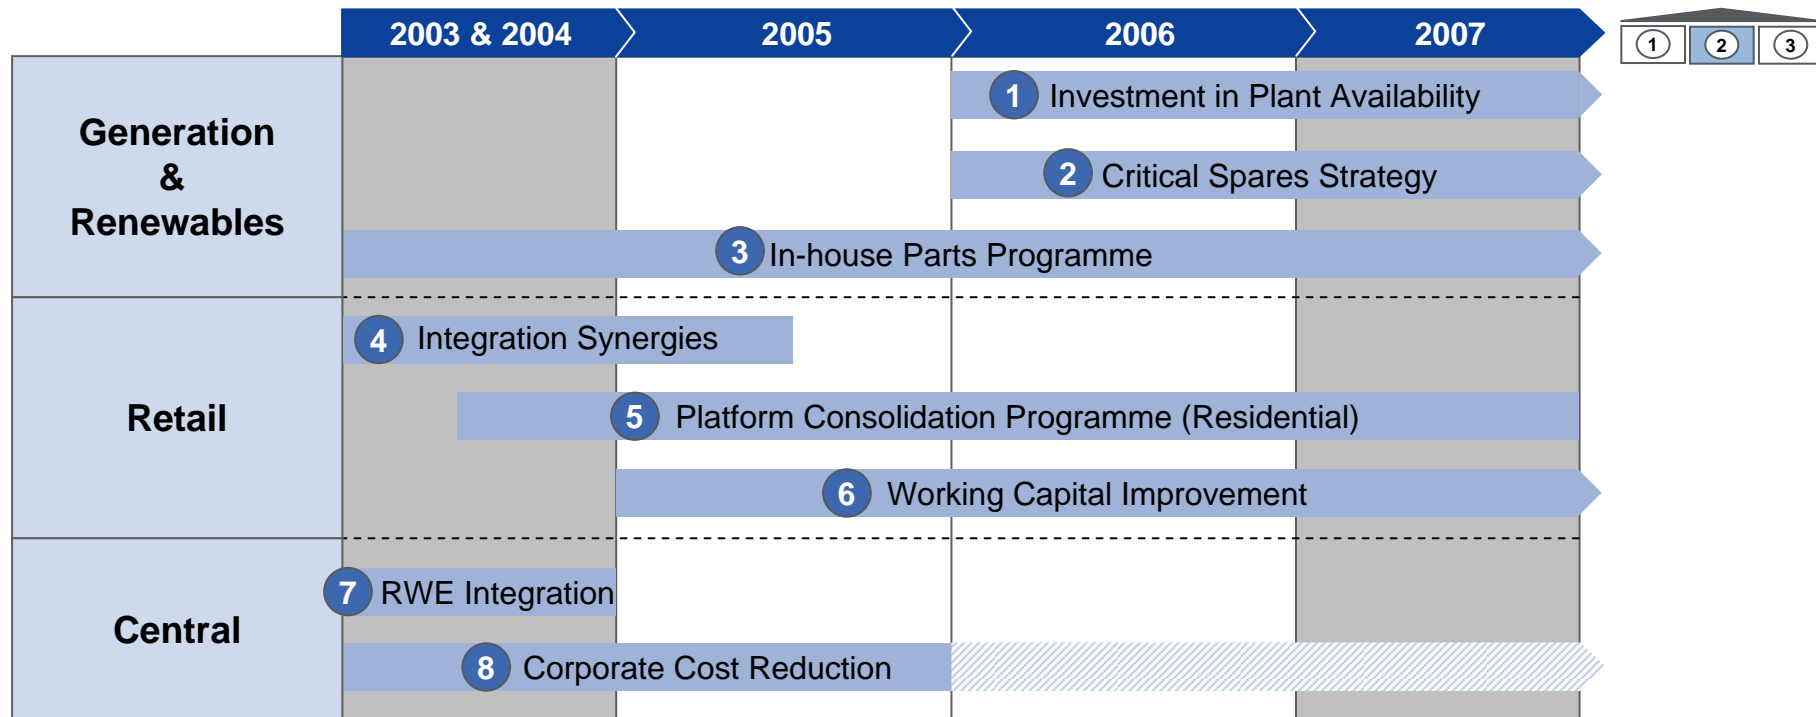 2003 & 2004
2005
2006
2007
1
2
3
Generation
&
Renewables
1 Investment in Plant Availability
2 Critical Spares Strategy
3 In-house Parts Programme
Retail
4 Integration Synergies
5 Platform Consolidation Programme (Residential)
6 Working Capital Improvement
Central
7 RWE Integration
8 Corporate Cost Reduction